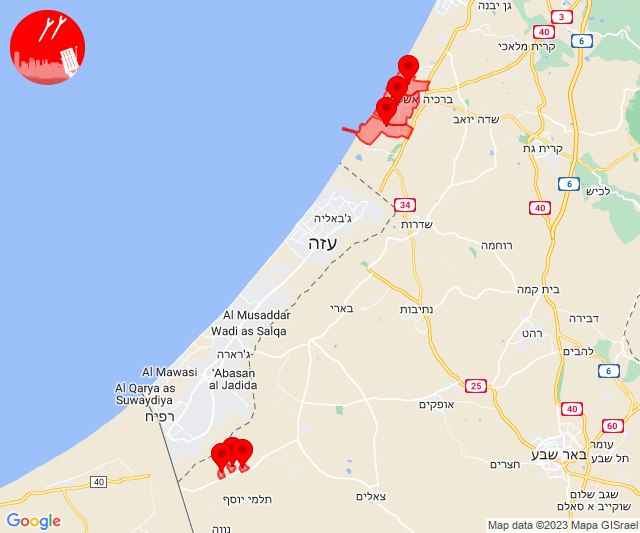 גן יבנה
3
40
6
קרית מלאכי
ברכיה
אשק
שדה יואב
קרית גת
6
לכיש
34
40
ג'באליה
שדרות
עזה
רוחמה
בית קמה
נתיבות
בארי
דבירה
Al Musaddar
Wadi as Salqa
רהט
ג'רארה
להבים
Al Mawasi
'Abasan
al Jadida
6
Al Qarya as
Suwaydiya
25
אופקים
רפיח
40
60
עומר
באר שבע
תל שבע
חצרים
40
תלמי יוסף
צאלים
שגב שלום
שוקייב א סאלם
נווה
Google
Map data ©2023 Mapa GISrael